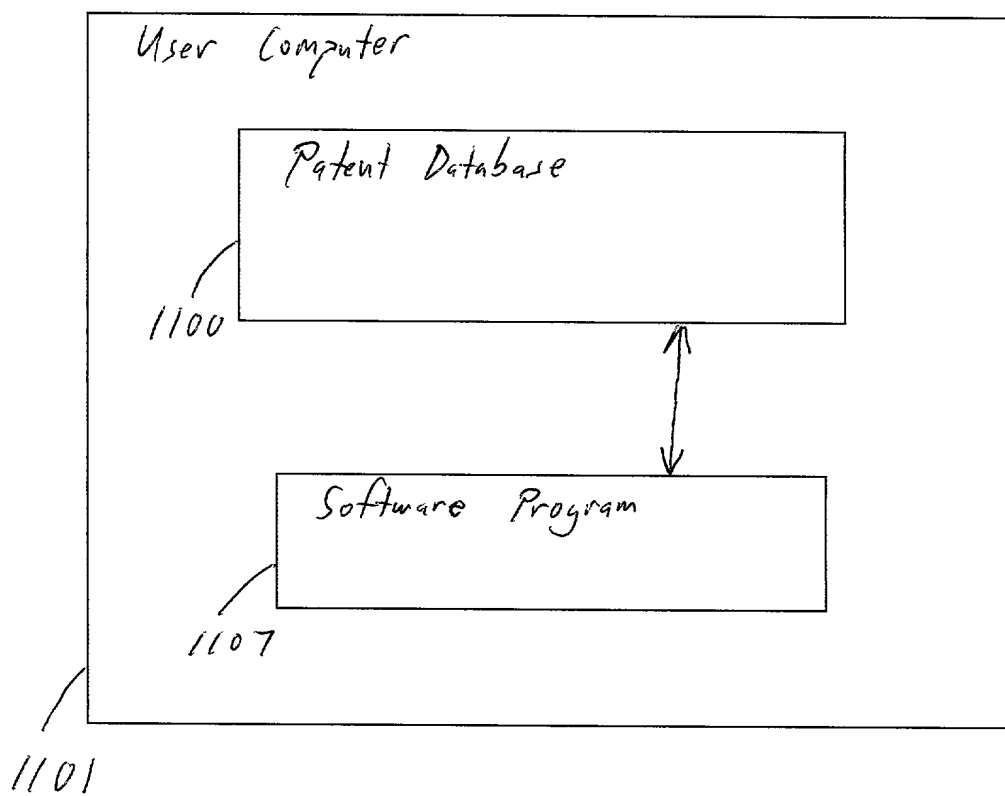 User Computer
Patent Database
1100
Software Program
1107
1101